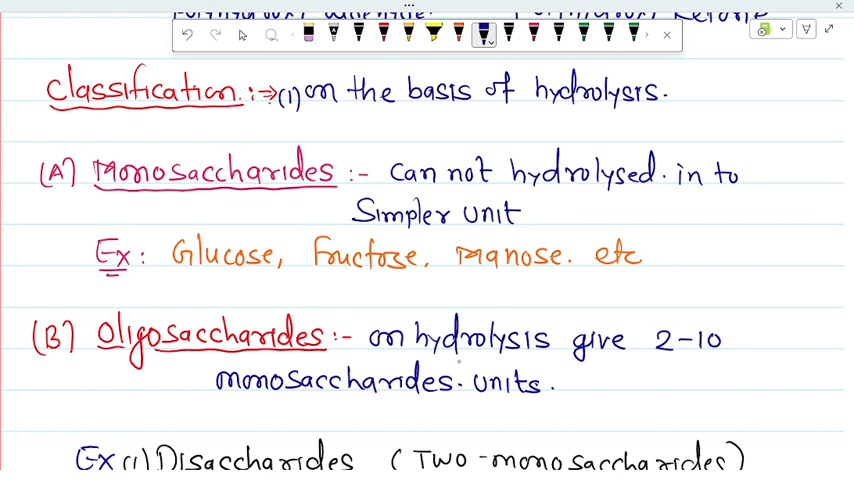 Classification :→ (1) on the basis of hydrolysis.
(A) Monosaccharides :- Can not hydrolysed. in to
Simpler unit
Ex : Glucose, Fructose, Manose. etc
(B) Oligosaccharides :- on hydrolysis give 2-10
monosaccharides. units.
Ex (1) Disaccharides (Two-monosaccharides)